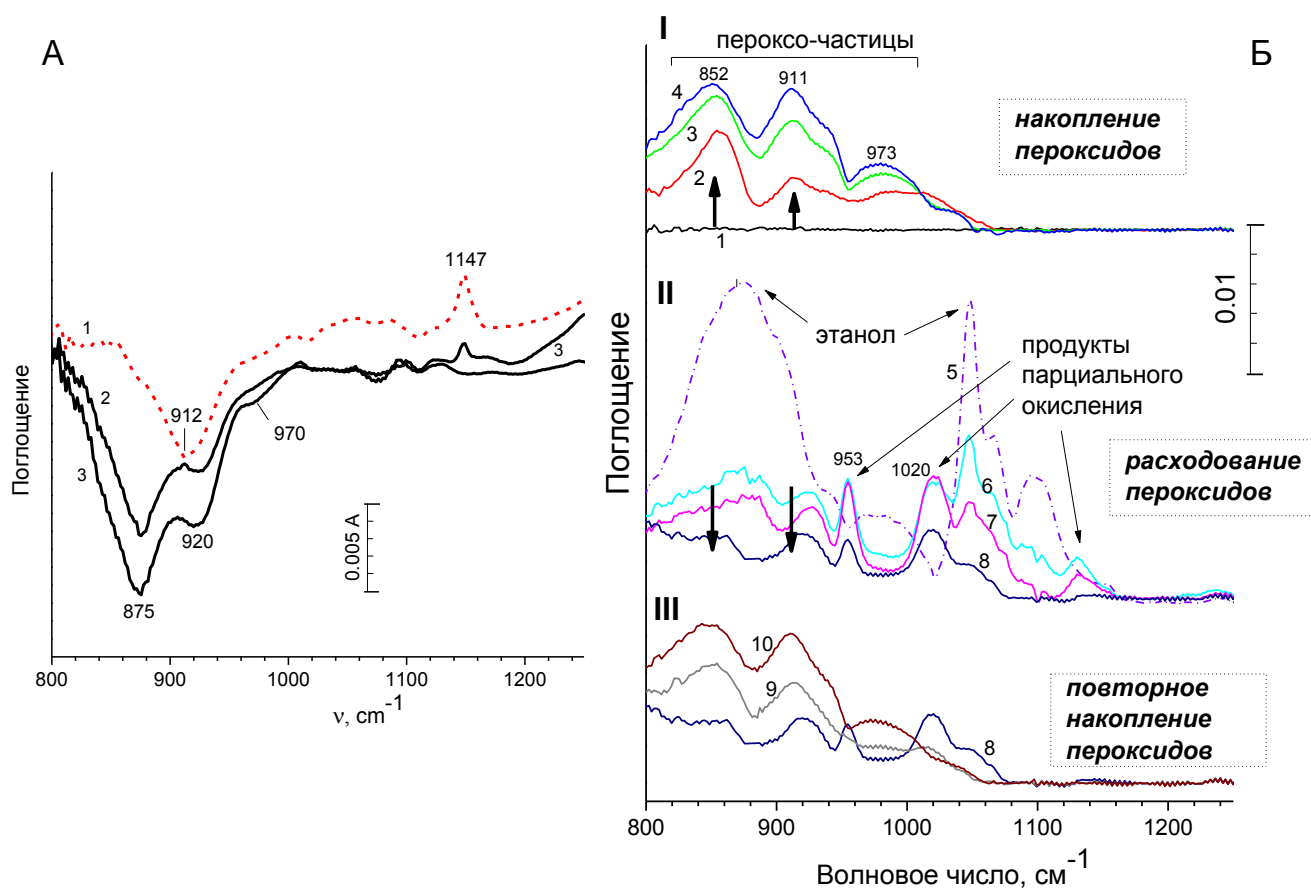 А
1147
1
3
2
912
970
3
920
875
0.005 A
Поглощение
800 900 1000 1100 1200
ν, cm-1
I
Б
пероксо-частицы
852 911
4
973
3
2
1
накопление
пероксидов
0.01
II
этанол
5
продукты
парциального
окисления
953
1020
6
7
8
расходование
пероксидов
III
10
9
8
повторное
накопление
пероксидов
Поглощение
800 900 1000 1100 1200
Волновое число, см-1